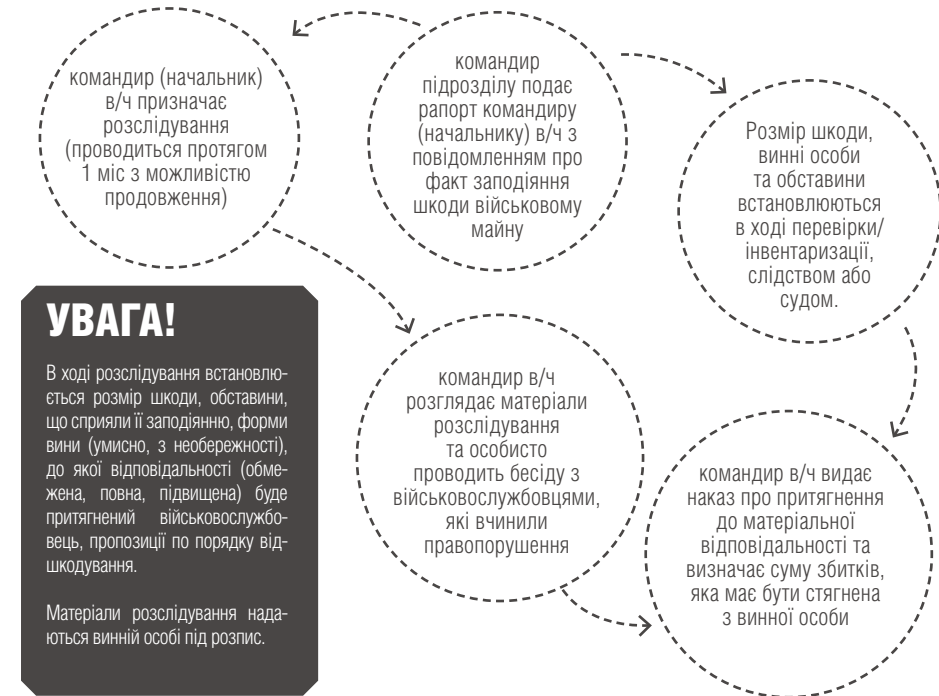 командир (начальник)
в/ч призначає
розслідування
(проводиться протягом
1 міс з можливістю
продовження)
командир
підрозділу подає
рапорт командиру
(начальнику) в/ч з
повідомленням про
факт заподіяння
шкоди військовому
майну
Розмір шкоди,
винні особи
та обставини
встановлюються
в ході перевірки/
інвентаризації,
слідством або
судом.
УВАГА!
В ході розслідування встановлю-
ється розмір шкоди, обставини,
що сприяли її заподіянню, форми
вини (умисно, з необережності),
до якої відповідальності (обме-
жена, повна, підвищена) буде
притягнений військовослужбо-
вець, пропозиції по порядку від-
шкодування.
Матеріали розслідування нада-
ються винній особі під розпис.
командир в/ч
розглядає матеріали
розслідування
та особисто
проводить бесіду з
військовослужбовцями,
які вчинили
правопорушення
командир в/ч видає
наказ про притягнення
до матеріальної
відповідальності та
визначає суму збитків,
яка має бути стягнена
з винної особи